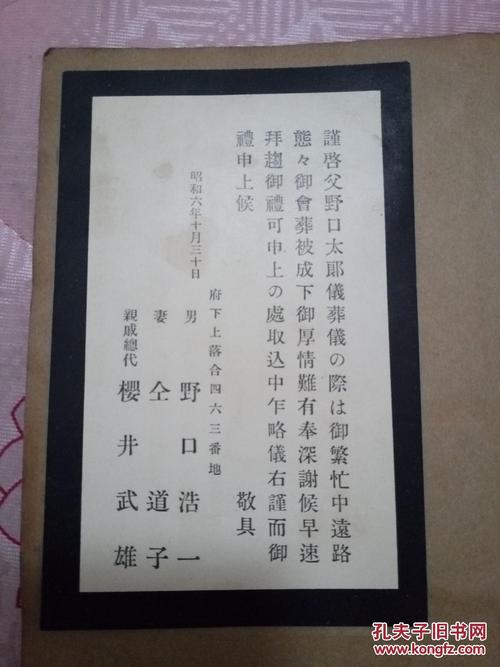 謹啓父野口太郎儀葬儀の際は御繁忙中遠路
態々御會葬被成下御厚情難有奉深謝候早速
拜趨御禮可申上の處取込中乍略儀右謹而御
禮申上候　敬具
昭和六年十月三十日
府下上落合四六三番地
男　野口浩一
妻　仝　道子
親戚總代　櫻井武雄
孔夫子旧书网
www.kongfz.com